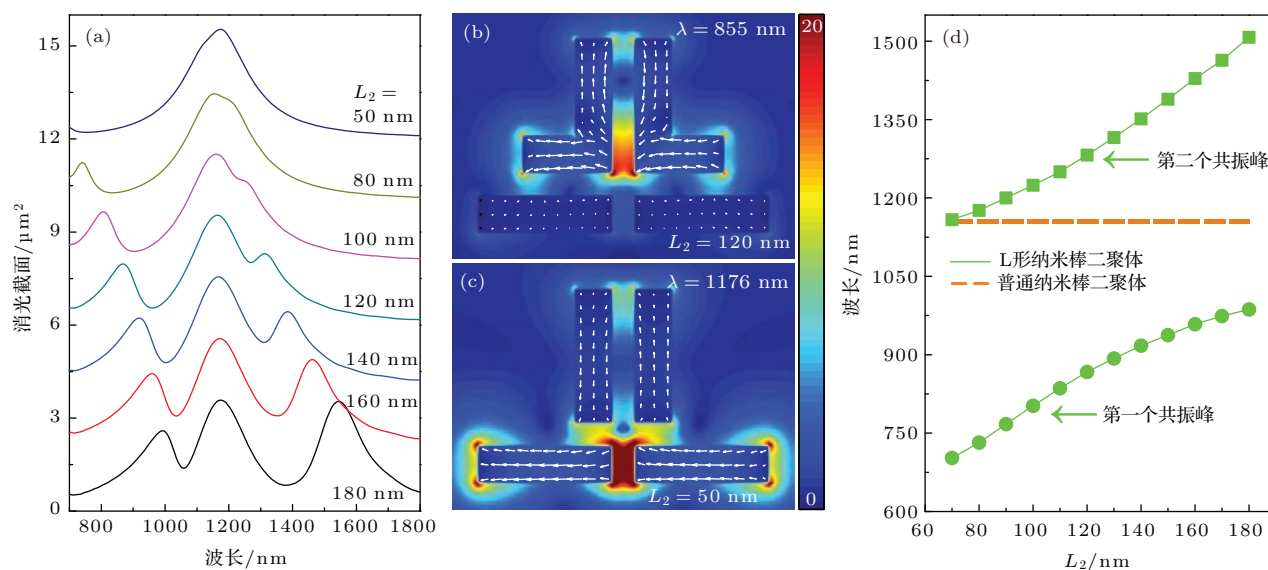 (a)
消光截面/µm²
15
12
9
6
3
0
L₂ =
50 nm
80 nm
100 nm
120 nm
140 nm
160 nm
180 nm
800 1000 1200 1400 1600 1800
波长/nm
(b)
λ = 855 nm
L₂ = 120 nm
(c)
λ = 1176 nm
L₂ = 50 nm
20
0
(d)
波长/nm
1500
1350
1200
1050
900
750
600
第二个共振峰
L形纳米棒二聚体
普通纳米棒二聚体
第一个共振峰
60 80 100 120 140 160 180
L₂/nm